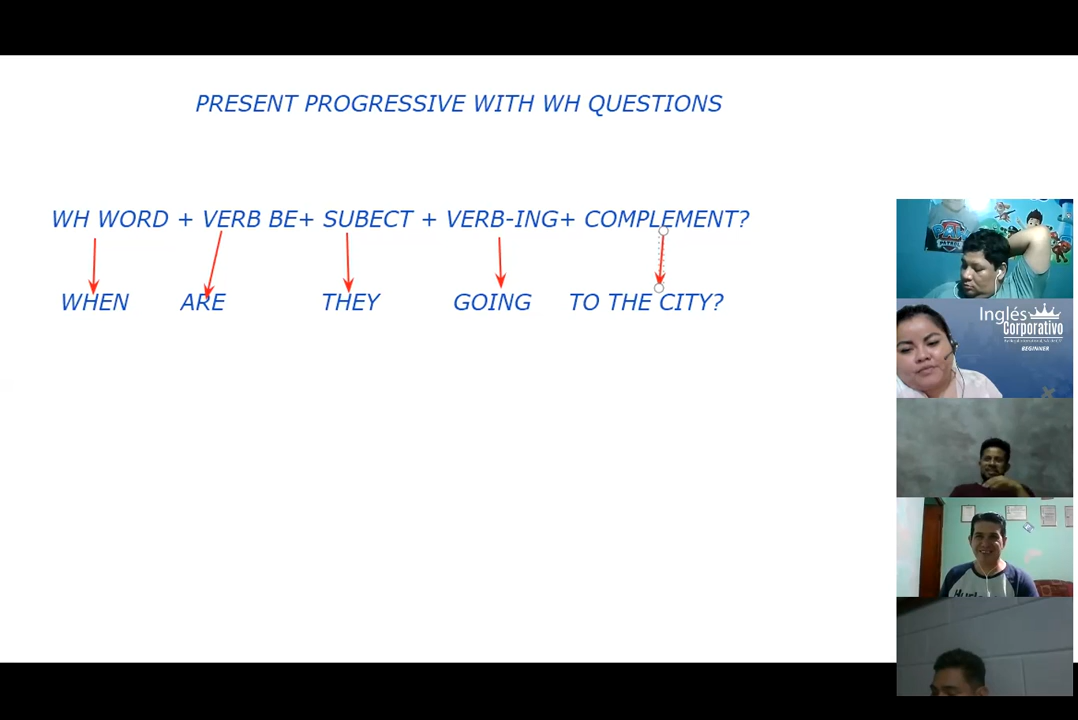 PRESENT PROGRESSIVE WITH WH QUESTIONS
WH WORD + VERB BE+ SUBECT + VERB-ING+ COMPLEMENT?
WHEN ARE THEY GOING TO THE CITY?
Inglés
Corporativo
BEGINNER